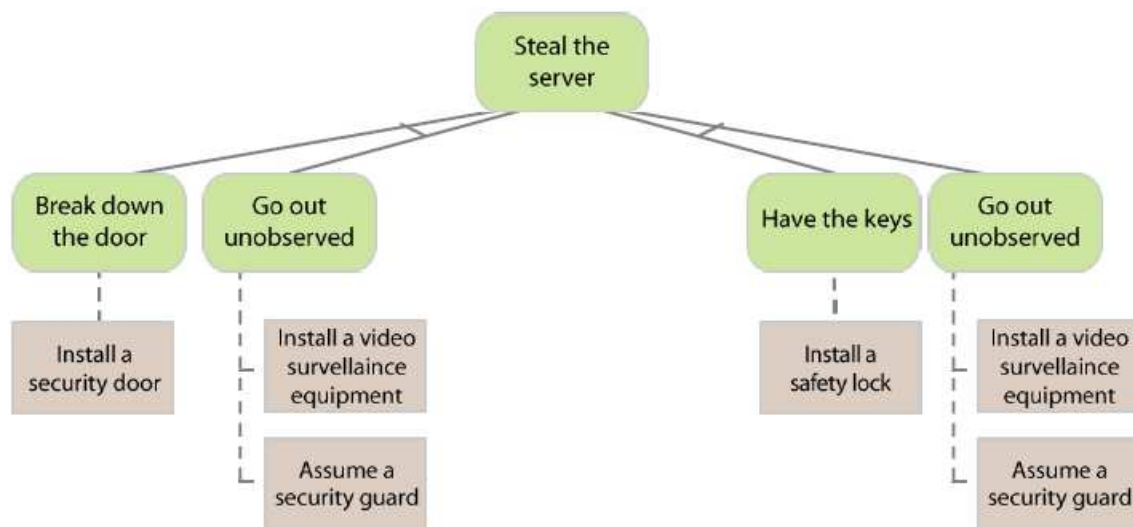 Steal the
server
Break down
the door
Go out
unobserved
Have the keys
Go out
unobserved
Install a
security door
Install a video
survellaince
equipment
Assume a
security guard
Install a
safety lock
Install a video
survellaince
equipment
Assume a
security guard